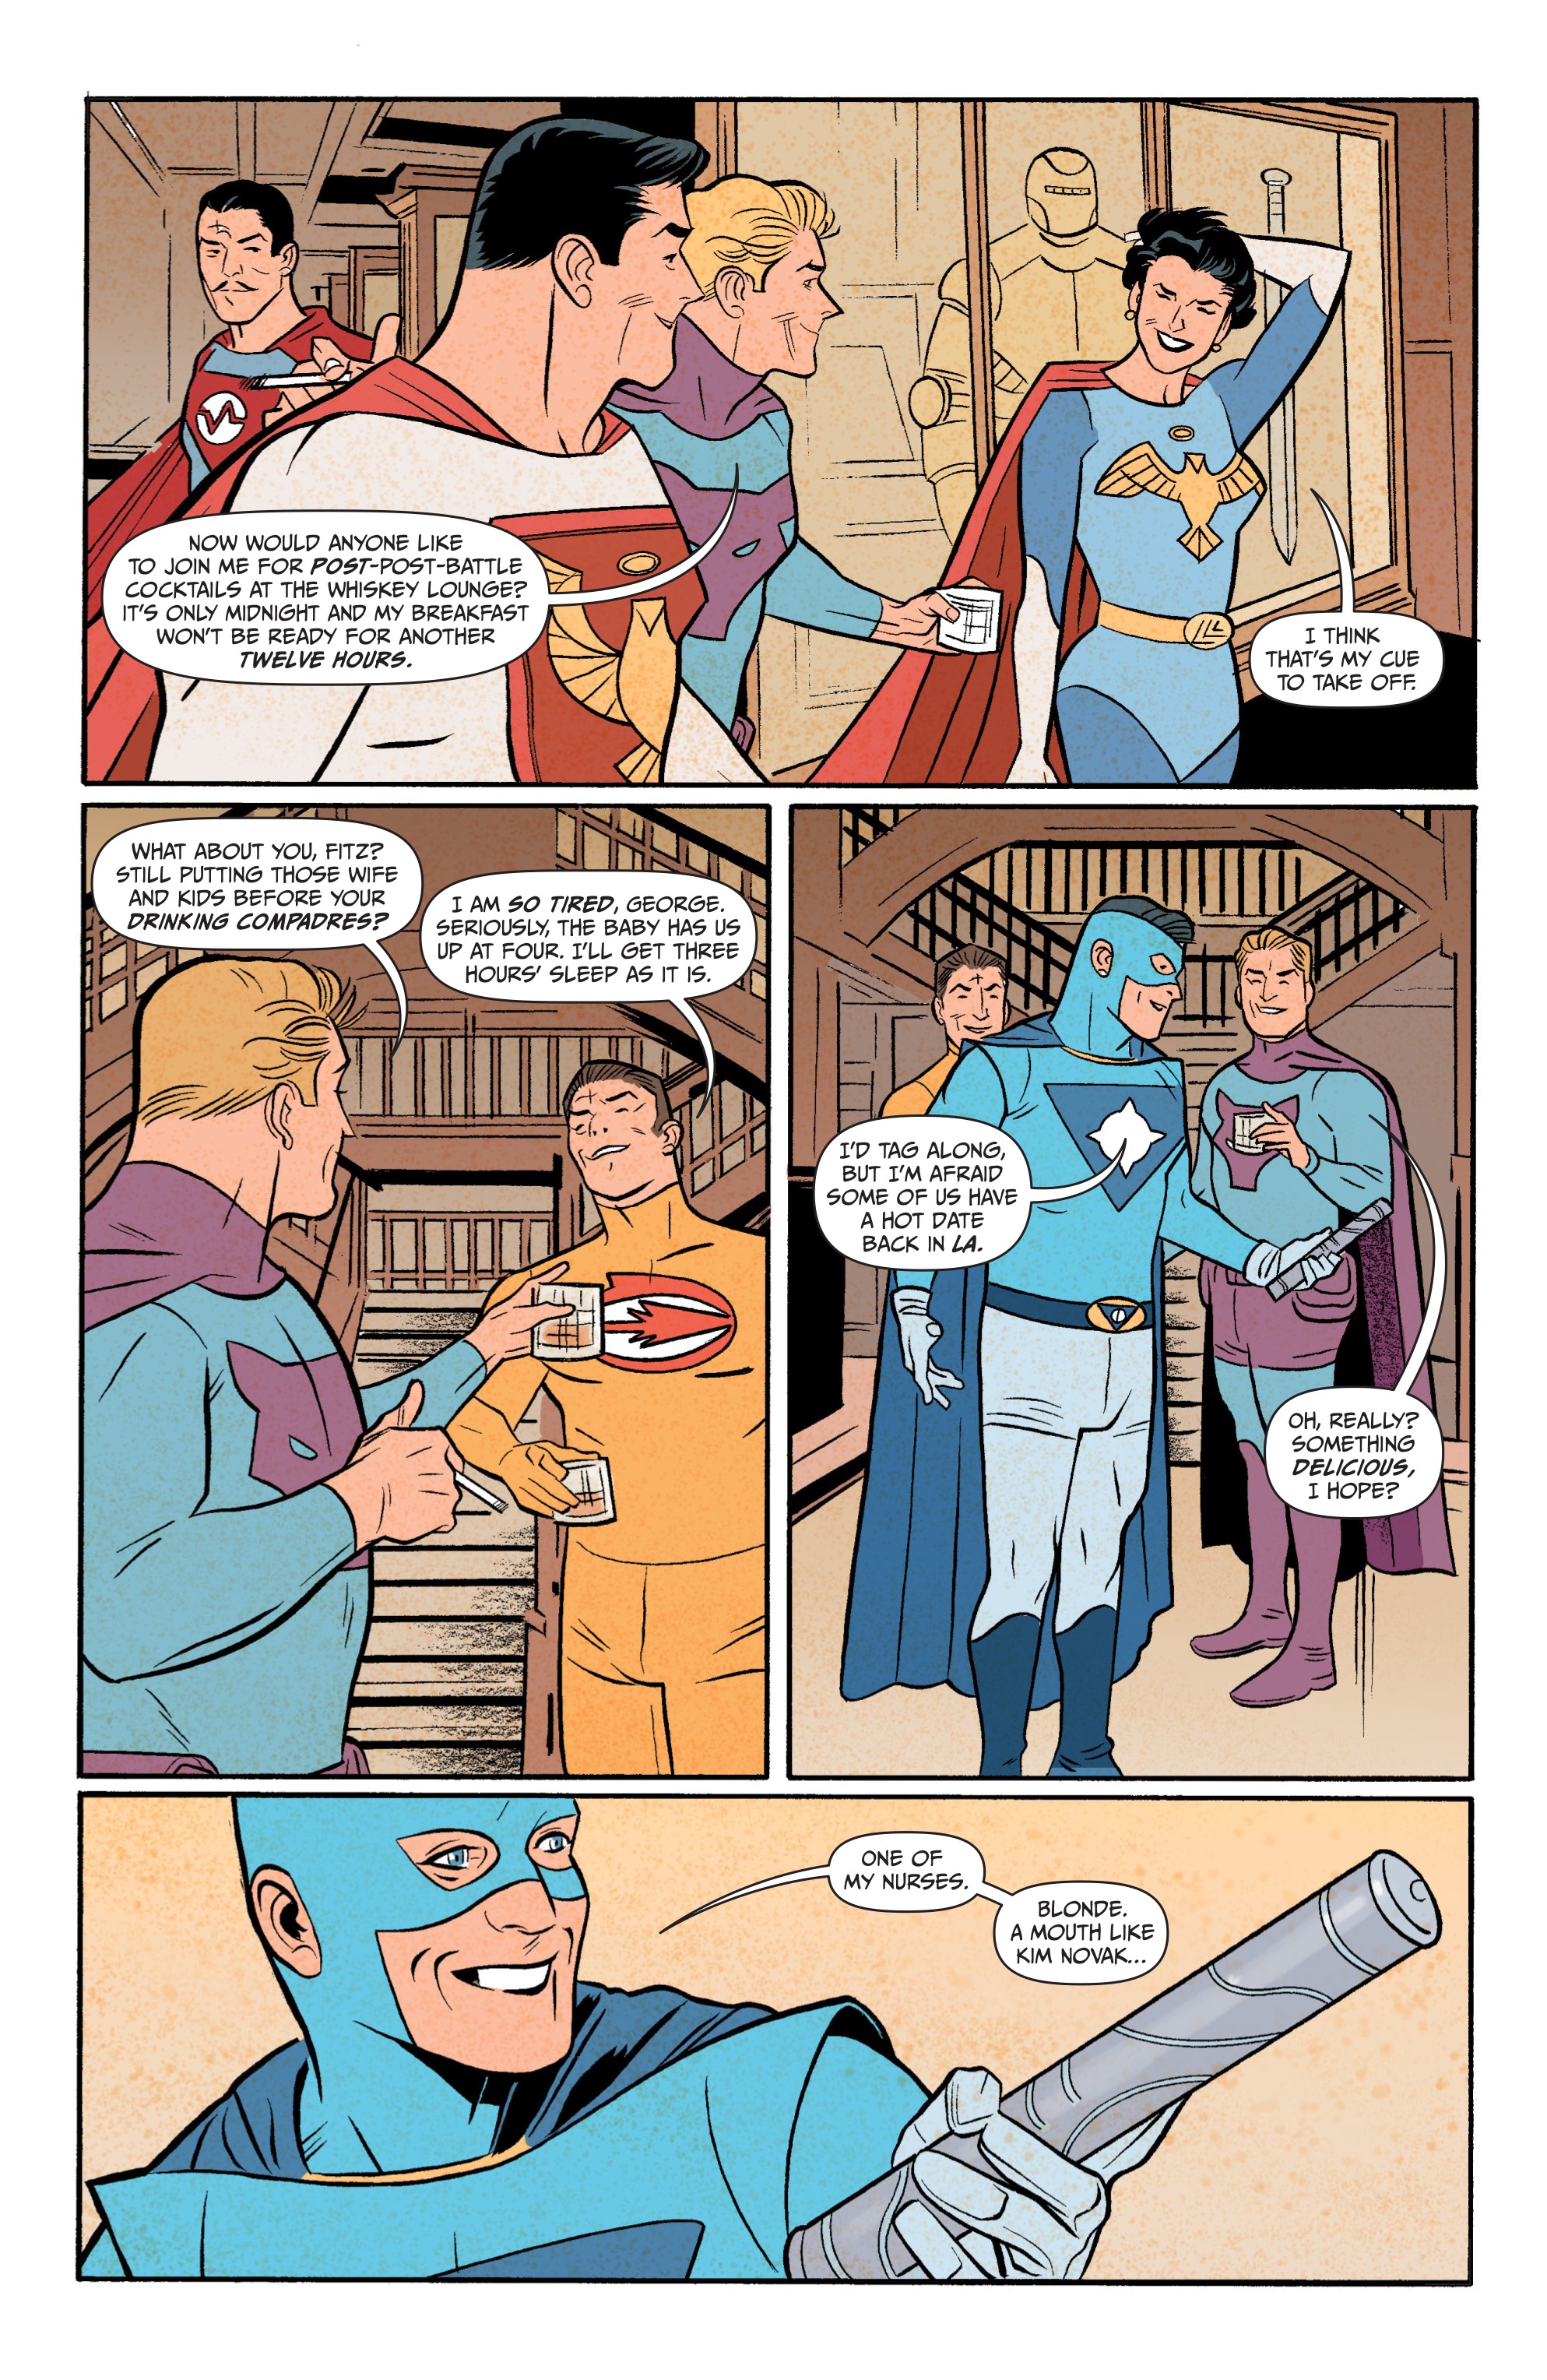 NOW WOULD ANYONE LIKE
TO JOIN ME FOR POST-POST-BATTLE
COCKTAILS AT THE WHISKEY LOUNGE?
IT'S ONLY MIDNIGHT AND MY BREAKFAST
WON'T BE READY FOR ANOTHER
TWELVE HOURS.
I THINK
THAT'S MY CUE
TO TAKE OFF.
WHAT ABOUT YOU, FITZ?
STILL PUTTING THOSE WIFE
AND KIDS BEFORE YOUR
DRINKING COMPADRES?
I AM SO TIRED, GEORGE.
SERIOUSLY, THE BABY HAS US
UP AT FOUR. I'LL GET THREE
HOURS' SLEEP AS IT IS.
I'D TAG ALONG,
BUT I'M AFRAID
SOME OF US HAVE
A HOT DATE
BACK IN LA.
OH, REALLY?
SOMETHING
DELICIOUS,
I HOPE?
ONE OF
MY NURSES.
BLONDE.
A MOUTH LIKE
KIM NOVAK...